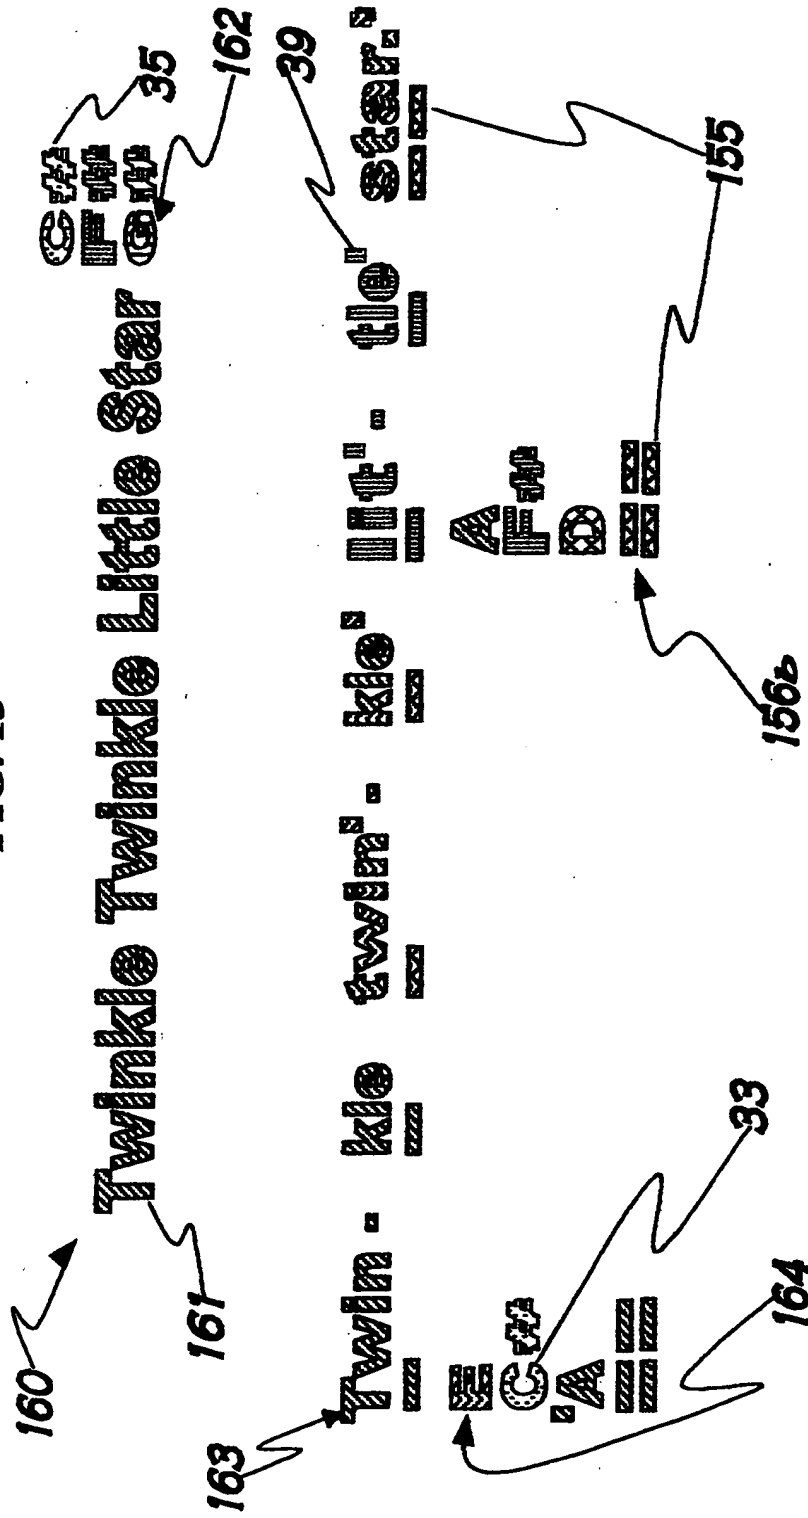 160
C#
35
Twinkle Twinkle Little Star
F#
G#
162
161
39
163
Twin - kle twin' - kle' lit' - tle' star.'
E
A
C#
F#
,A
D
155
33
156b
164